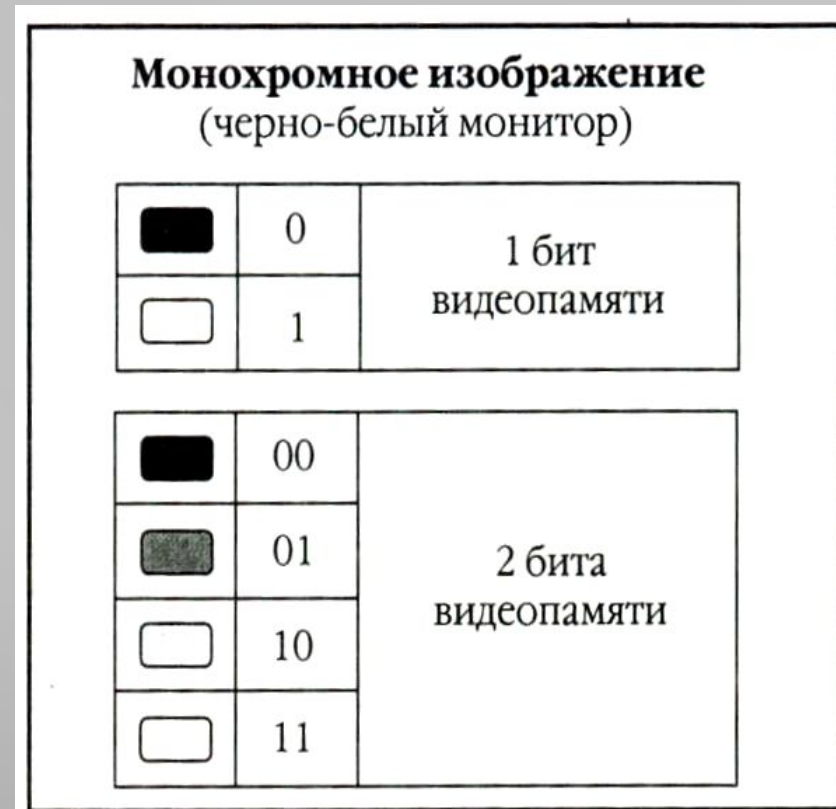 Монохромное изображение
(черно-белый монитор)
0
1
1 бит
видеопамяти
00
01
10
11
2 бита
видеопамяти